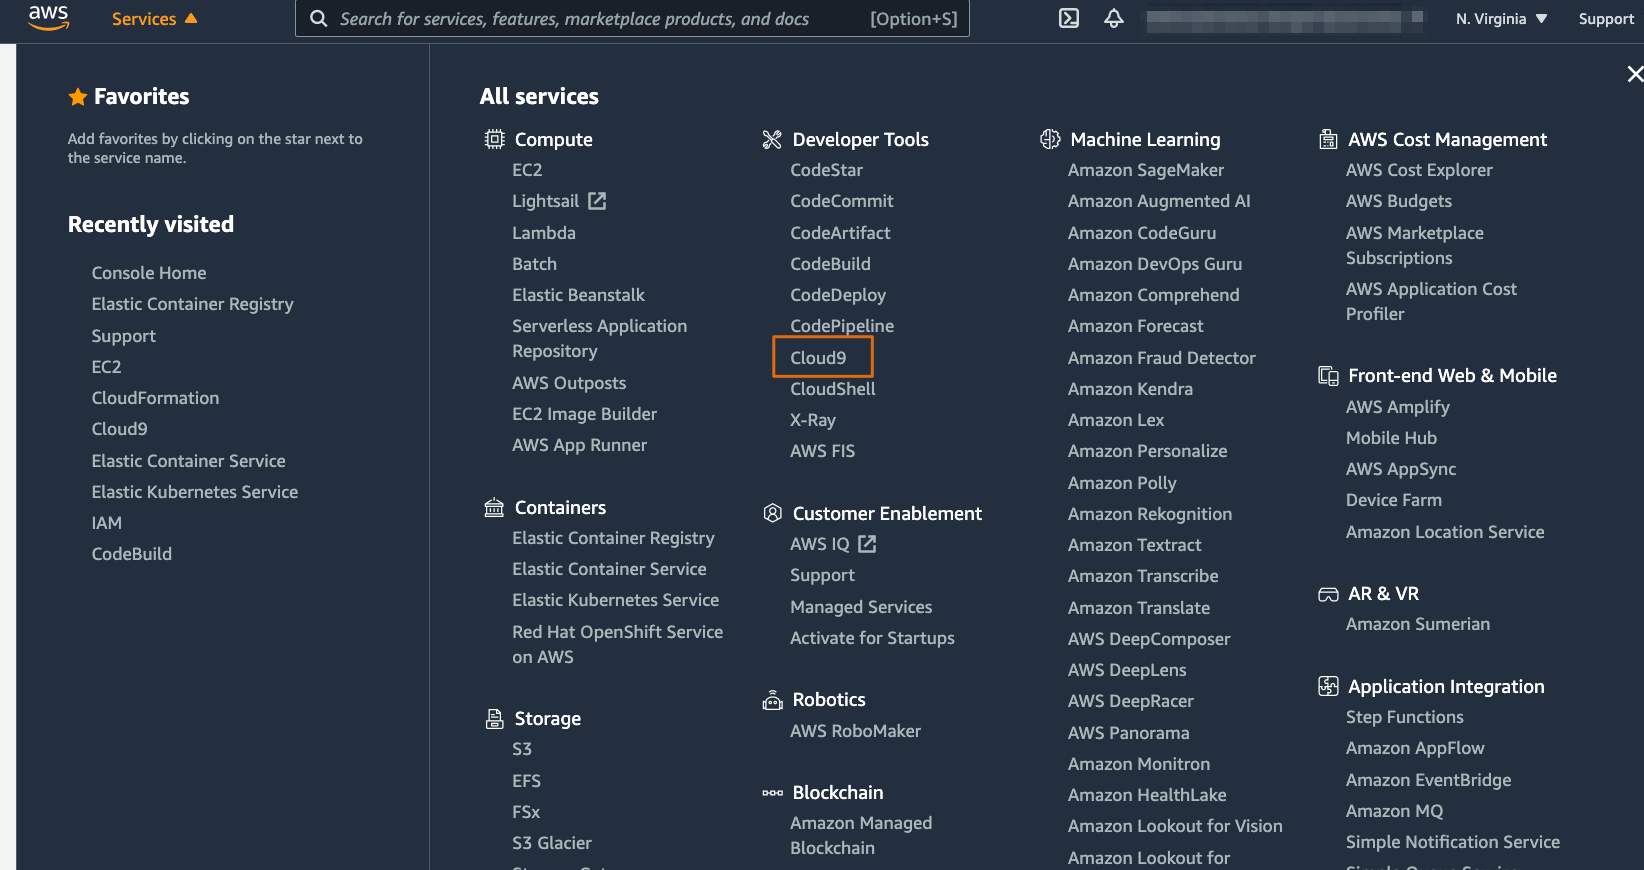 aws
Services
Search for services, features, marketplace products, and docs
[Option+S]
N. Virginia
Support
Favorites
Add favorites by clicking on the star next to
the service name.
Recently visited
Console Home
Elastic Container Registry
Support
EC2
CloudFormation
Cloud9
Elastic Container Service
Elastic Kubernetes Service
IAM
CodeBuild
All services
Compute
EC2
Lightsail
Lambda
Batch
Elastic Beanstalk
Serverless Application
Repository
AWS Outposts
EC2 Image Builder
AWS App Runner
Containers
Elastic Container Registry
Elastic Container Service
Elastic Kubernetes Service
Red Hat OpenShift Service
on AWS
Storage
S3
EFS
FSx
S3 Glacier
Developer Tools
CodeStar
CodeCommit
CodeArtifact
CodeBuild
CodeDeploy
CodePipeline
Cloud9
CloudShell
X-Ray
AWS FIS
Customer Enablement
AWS IQ
Support
Managed Services
Activate for Startups
Robotics
AWS RoboMaker
Blockchain
Amazon Managed
Blockchain
Machine Learning
Amazon SageMaker
Amazon Augmented AI
Amazon CodeGuru
Amazon DevOps Guru
Amazon Comprehend
Amazon Forecast
Amazon Fraud Detector
Amazon Kendra
Amazon Lex
Amazon Personalize
Amazon Polly
Amazon Rekognition
Amazon Textract
Amazon Transcribe
Amazon Translate
AWS DeepComposer
AWS DeepLens
AWS DeepRacer
AWS Panorama
Amazon Monitron
Amazon HealthLake
Amazon Lookout for Vision
Amazon Lookout for
AWS Cost Management
AWS Cost Explorer
AWS Budgets
AWS Marketplace
Subscriptions
AWS Application Cost
Profiler
Front-end Web & Mobile
AWS Amplify
Mobile Hub
AWS AppSync
Device Farm
Amazon Location Service
AR & VR
Amazon Sumerian
Application Integration
Step Functions
Amazon AppFlow
Amazon EventBridge
Amazon MQ
Simple Notification Service